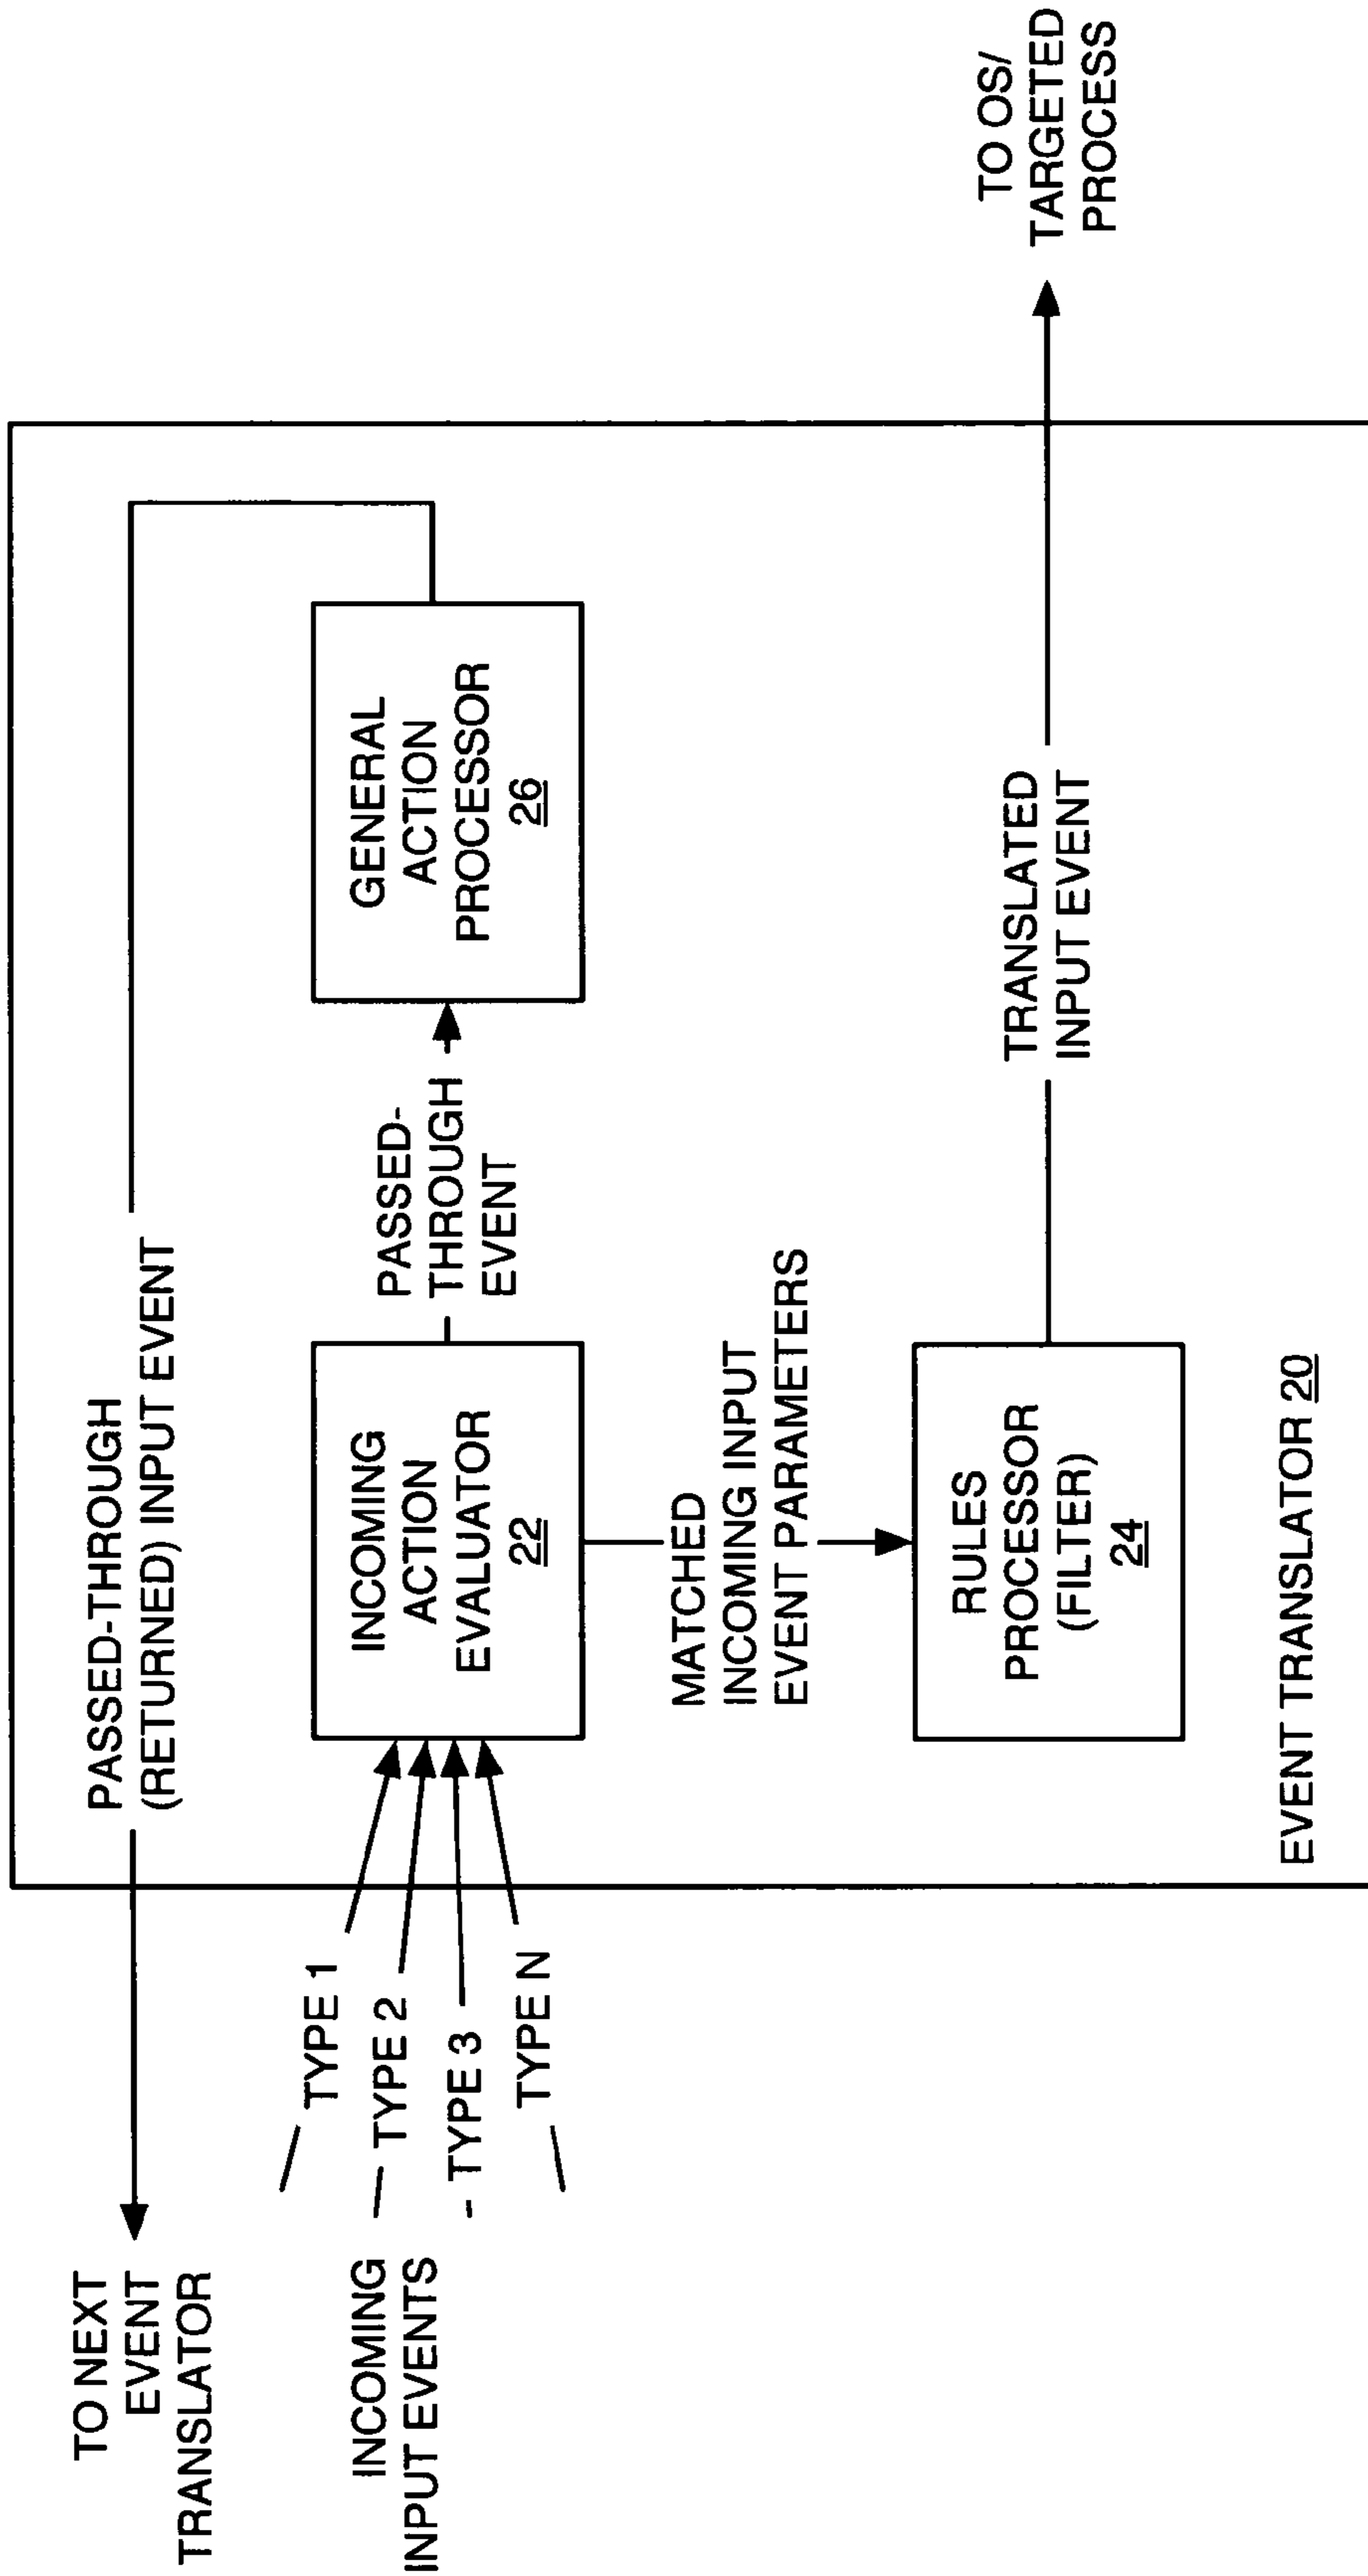 TO NEXT
EVENT
TRANSLATOR
PASSED-THROUGH
(RETURNED) INPUT EVENT
INCOMING
INPUT EVENTS
TYPE 1
TYPE 2
TYPE 3
TYPE N
INCOMING
ACTION
EVALUATOR
22
PASSED-
THROUGH
EVENT
GENERAL
ACTION
PROCESSOR
26
MATCHED
INCOMING INPUT
EVENT PARAMETERS
RULES
PROCESSOR
(FILTER)
24
TRANSLATED
INPUT EVENT
TO OS/
TARGETED
PROCESS
EVENT TRANSLATOR 20